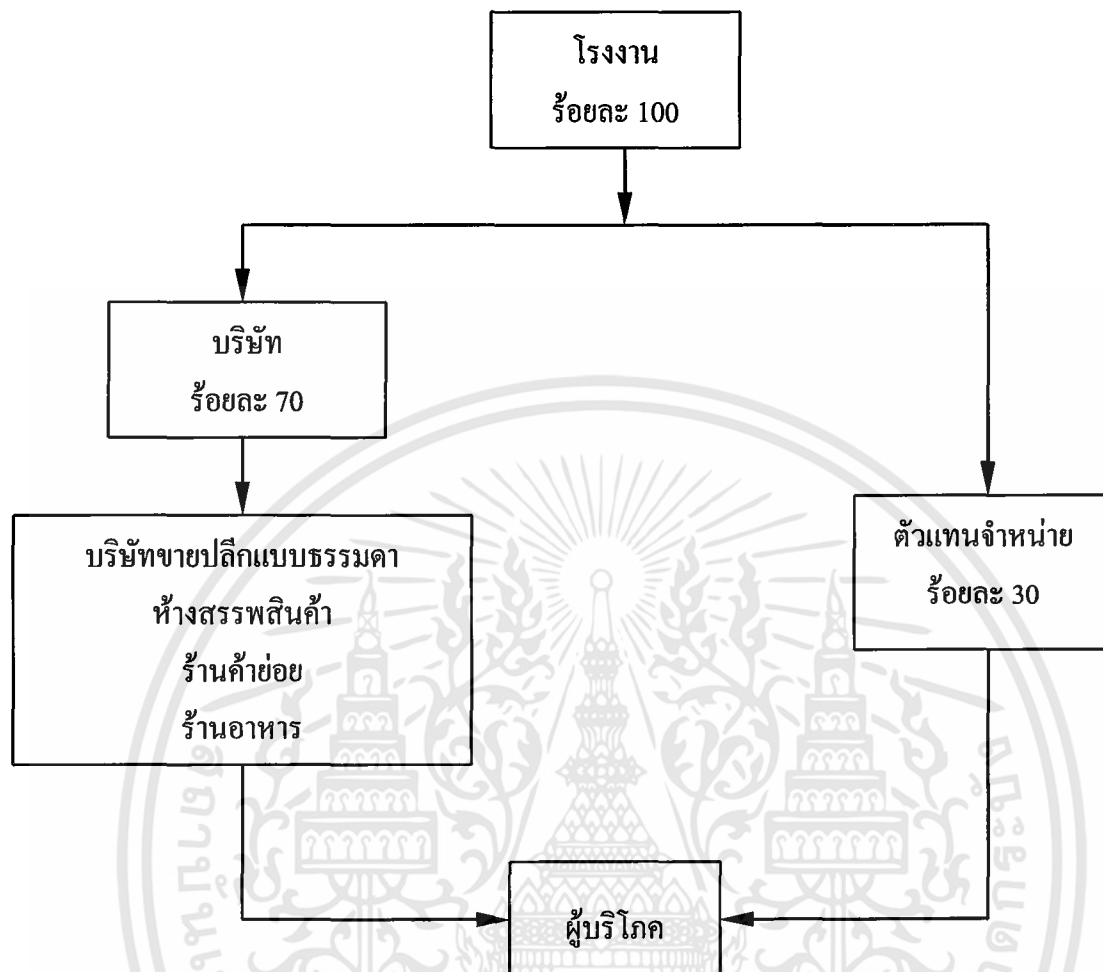 โรงงาน
ร้อยละ 100
บริษัท
ร้อยละ 70
บริษัทขายปลีกแบบธรรมดา
ห้างสรรพสินค้า
ร้านค้าย่อย
ร้านอาหาร
ตัวแทนจำหน่าย
ร้อยละ 30
ผู้บริโภค